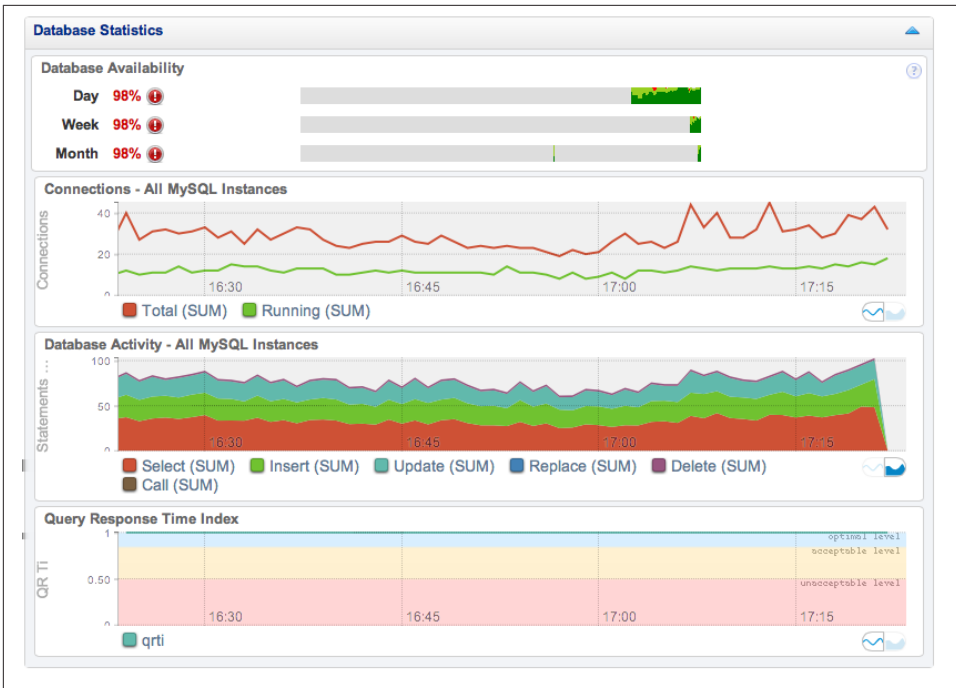 Database Statistics
Database Availability
?
Day 98%
Week 98%
Month 98%
Connections - All MySQL Instances
Connections
40
20
0
16:30 16:45 17:00 17:15
Total (SUM) Running (SUM)
Database Activity - All MySQL Instances
Statements ...
100
50
0
16:30 16:45 17:00 17:15
Select (SUM) Insert (SUM) Update (SUM) Replace (SUM) Delete (SUM)
Call (SUM)
Query Response Time Index
QR Ti
1
optimal level
acceptable level
0.50
unacceptable level
0
16:30 16:45 17:00 17:15
qrti